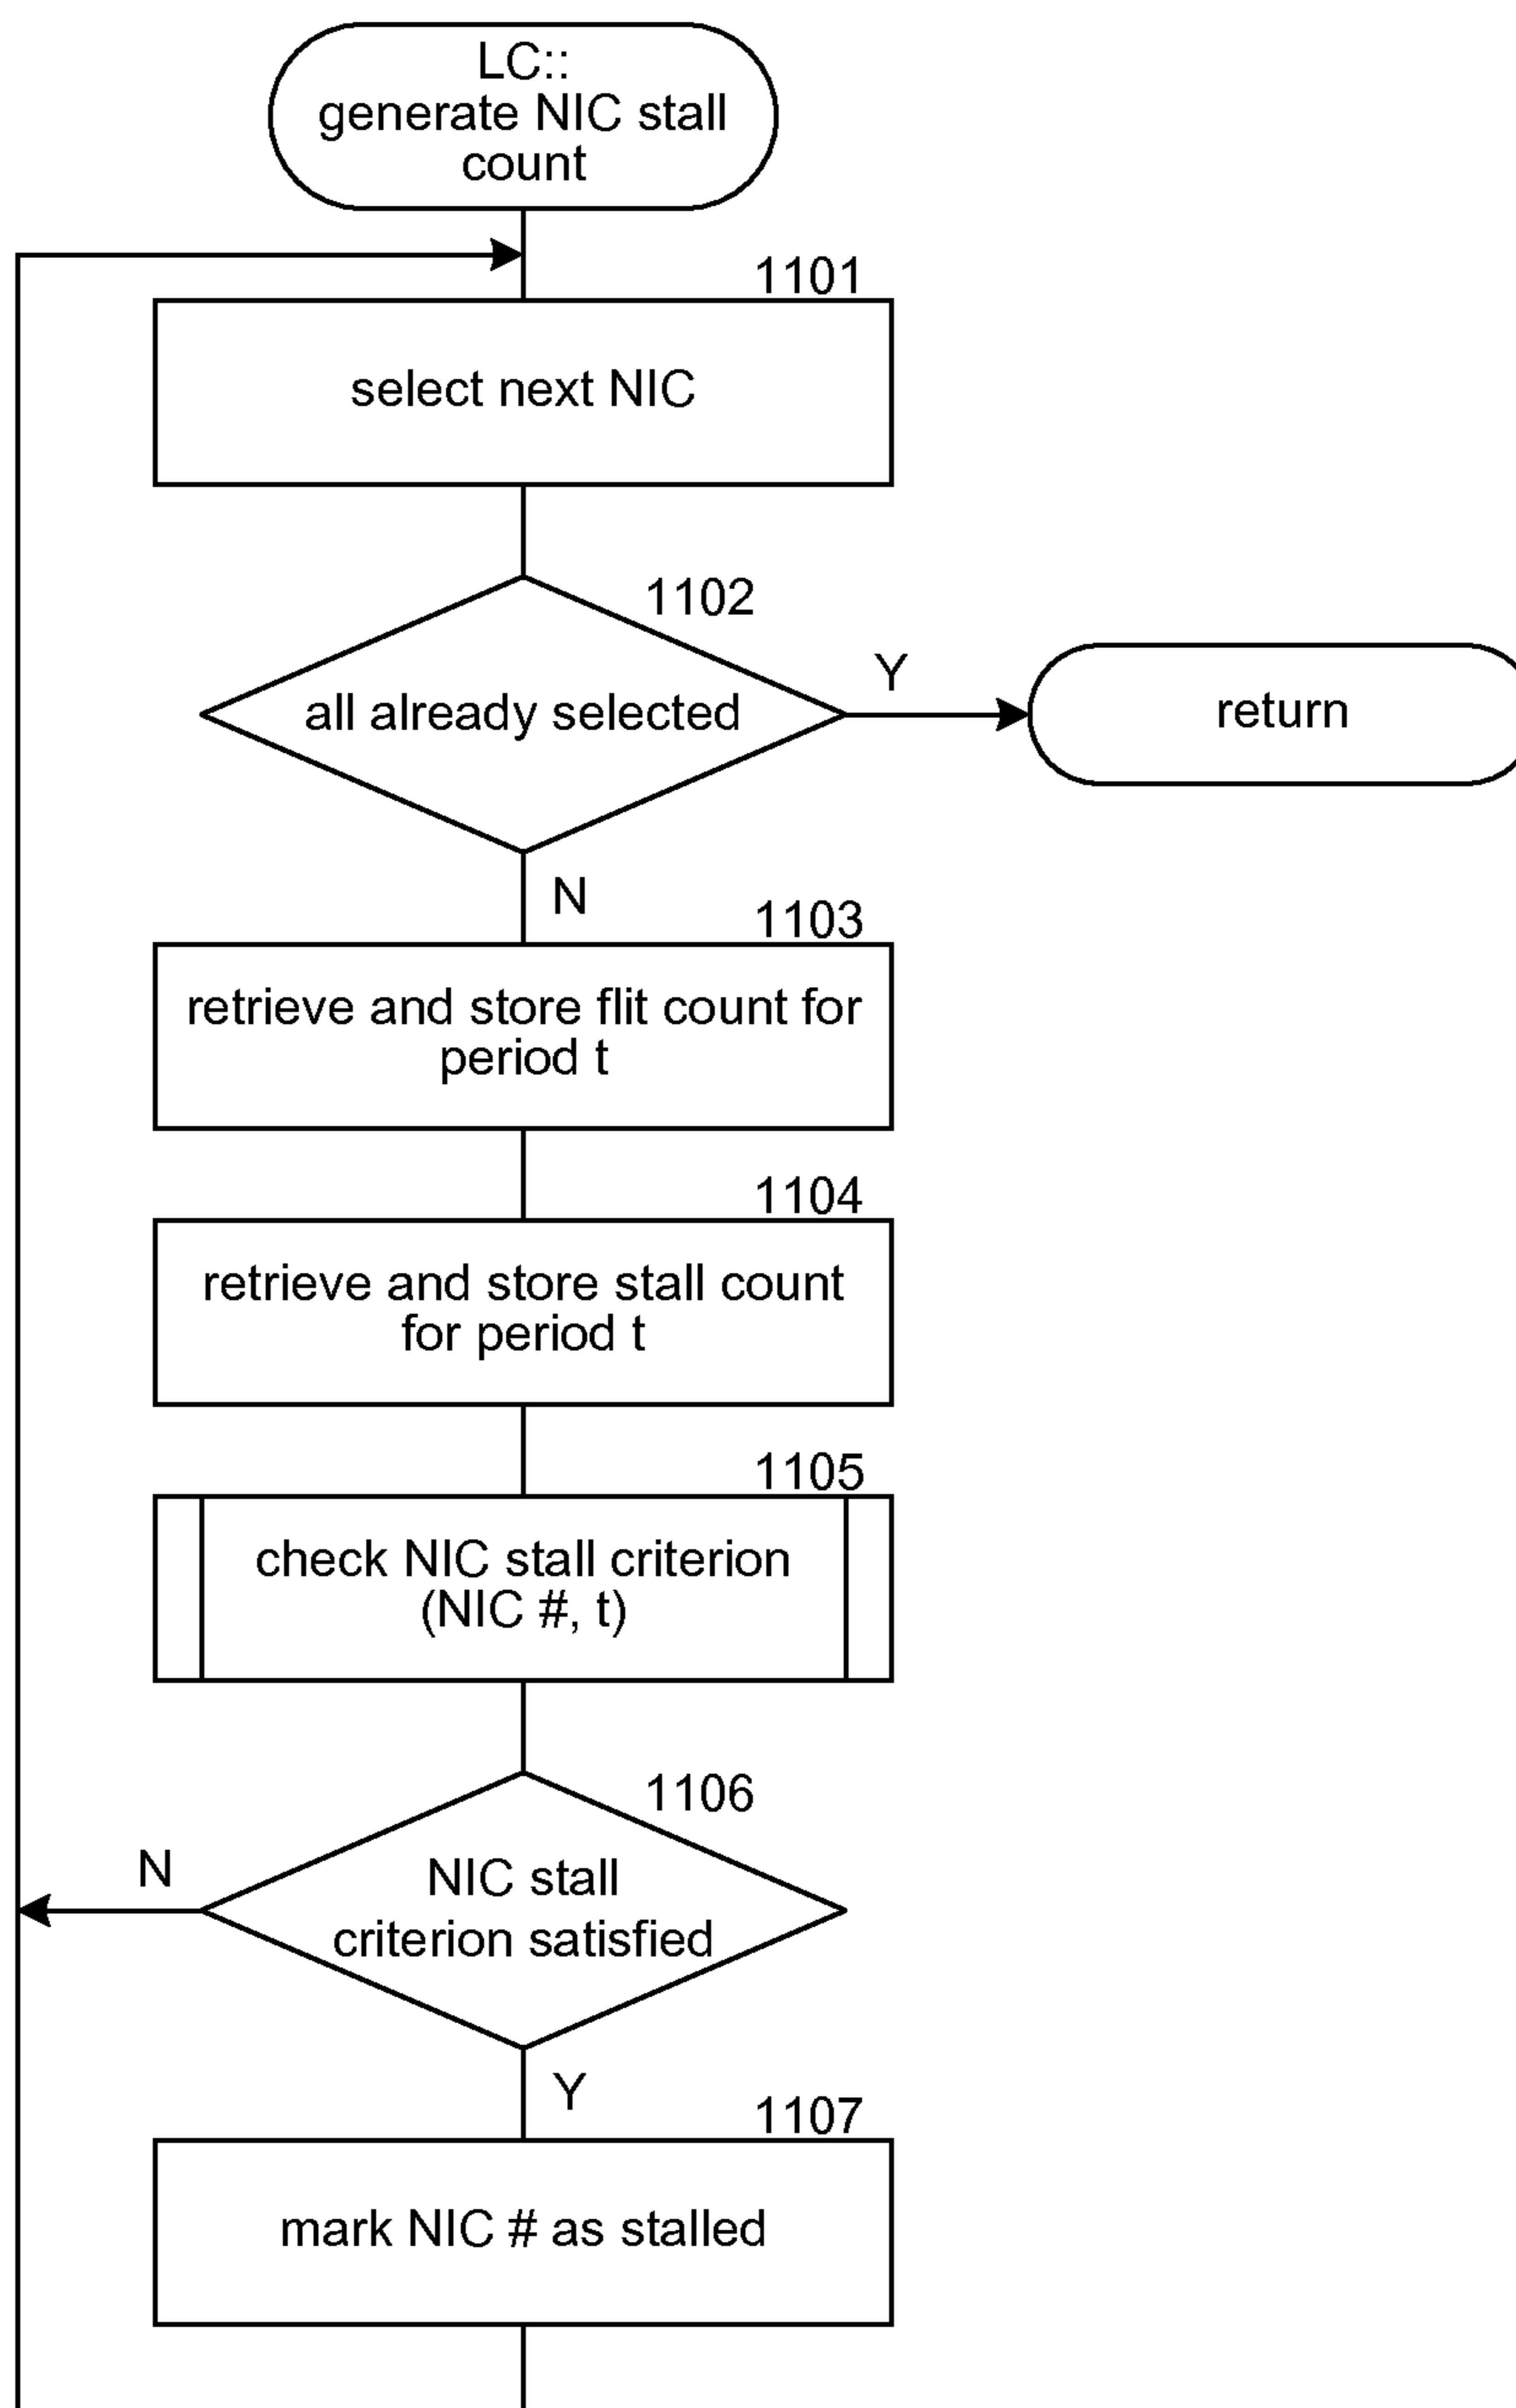 LC::
generate NIC stall
count
1101
select next NIC
1102
all already selected
Y
return
N
1103
retrieve and store flit count for
period t
1104
retrieve and store stall count
for period t
1105
check NIC stall criterion
(NIC #, t)
1106
N
NIC stall
criterion satisfied
Y
1107
mark NIC # as stalled